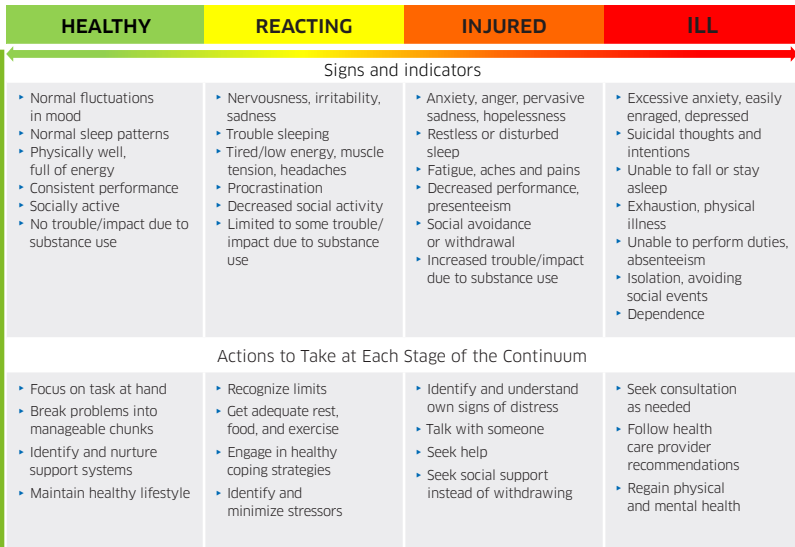 HEALTHY
REACTING
INJURED
ILL
Signs and indicators
‣ Normal fluctuations
in mood
‣ Normal sleep patterns
‣ Physically well,
full of energy
‣ Consistent performance
‣ Socially active
‣ No trouble/impact due to
substance use
‣ Nervousness, irritability,
sadness
‣ Trouble sleeping
‣ Tired/low energy, muscle
tension, headaches
‣ Procrastination
‣ Decreased social activity
‣ Limited to some trouble/
impact due to substance
use
‣ Anxiety, anger, pervasive
sadness, hopelessness
‣ Restless or disturbed
sleep
‣ Fatigue, aches and pains
‣ Decreased performance,
presenteeism
‣ Social avoidance
or withdrawal
‣ Increased trouble/impact
due to substance use
‣ Excessive anxiety, easily
enraged, depressed
‣ Suicidal thoughts and
intentions
‣ Unable to fall or stay
asleep
‣ Exhaustion, physical
illness
‣ Unable to perform duties,
absenteeism
‣ Isolation, avoiding
social events
‣ Dependence
Actions to Take at Each Stage of the Continuum
‣ Focus on task at hand
‣ Break problems into
manageable chunks
‣ Identify and nurture
support systems
‣ Maintain healthy lifestyle
‣ Recognize limits
‣ Get adequate rest,
food, and exercise
‣ Engage in healthy
coping strategies
‣ Identify and
minimize stressors
‣ Identify and understand
own signs of distress
‣ Talk with someone
‣ Seek help
‣ Seek social support
instead of withdrawing
‣ Seek consultation
as needed
‣ Follow health
care provider
recommendations
‣ Regain physical
and mental health